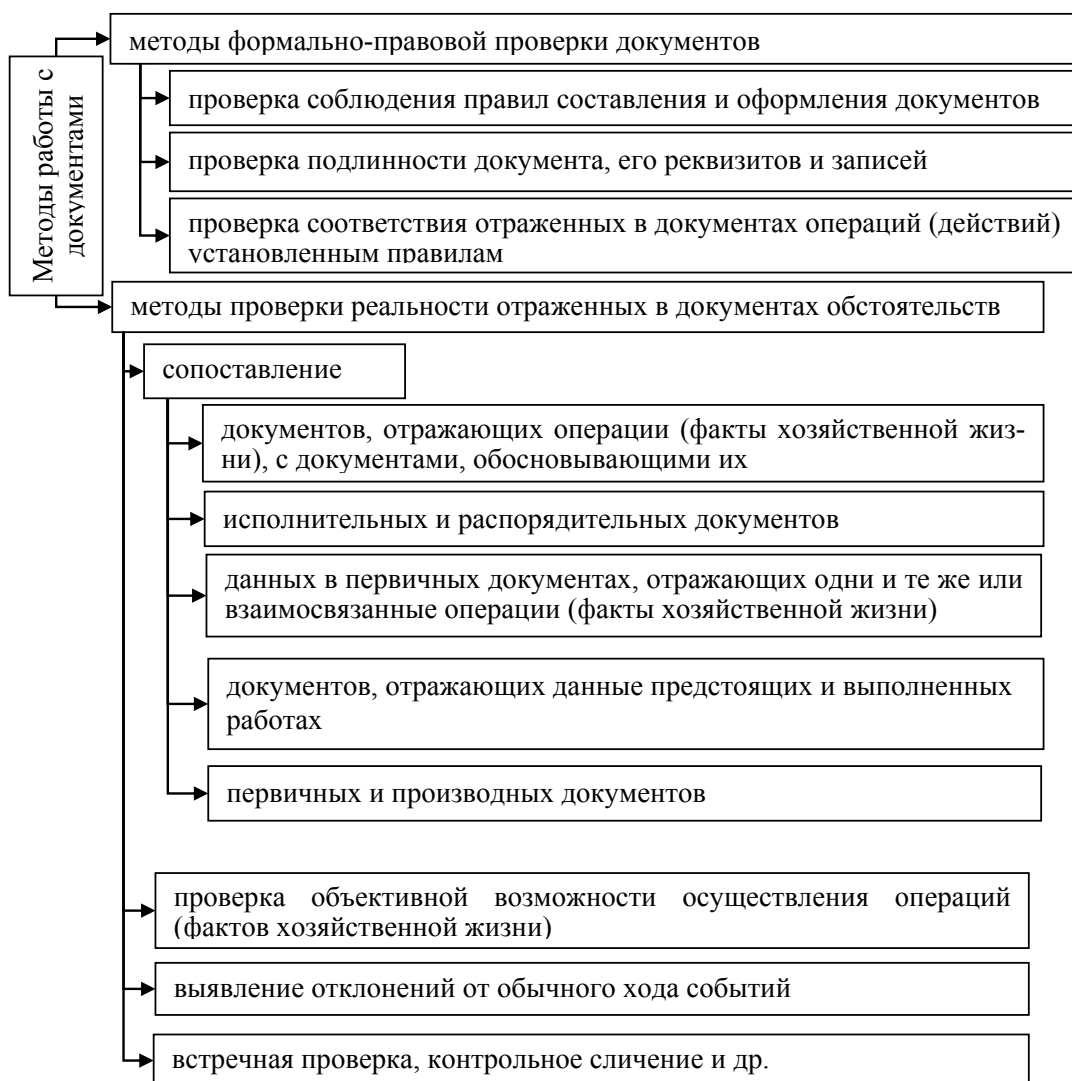 Методы работы с
документами
методы формально-правовой проверки документов
проверка соблюдения правил составления и оформления документов
проверка подлинности документа, его реквизитов и записей
проверка соответствия отраженных в документах операций (действий)
установленным правилам
методы проверки реальности отраженных в документах обстоятельств
сопоставление
документов, отражающих операции (факты хозяйственной жиз-
ни), с документами, обосновывающими их
исполнительных и распорядительных документов
данных в первичных документах, отражающих одни и те же или
взаимосвязанные операции (факты хозяйственной жизни)
документов, отражающих данные предстоящих и выполненных
работах
первичных и производных документов
проверка объективной возможности осуществления операций
(фактов хозяйственной жизни)
выявление отклонений от обычного хода событий
встречная проверка, контрольное сличение и др.